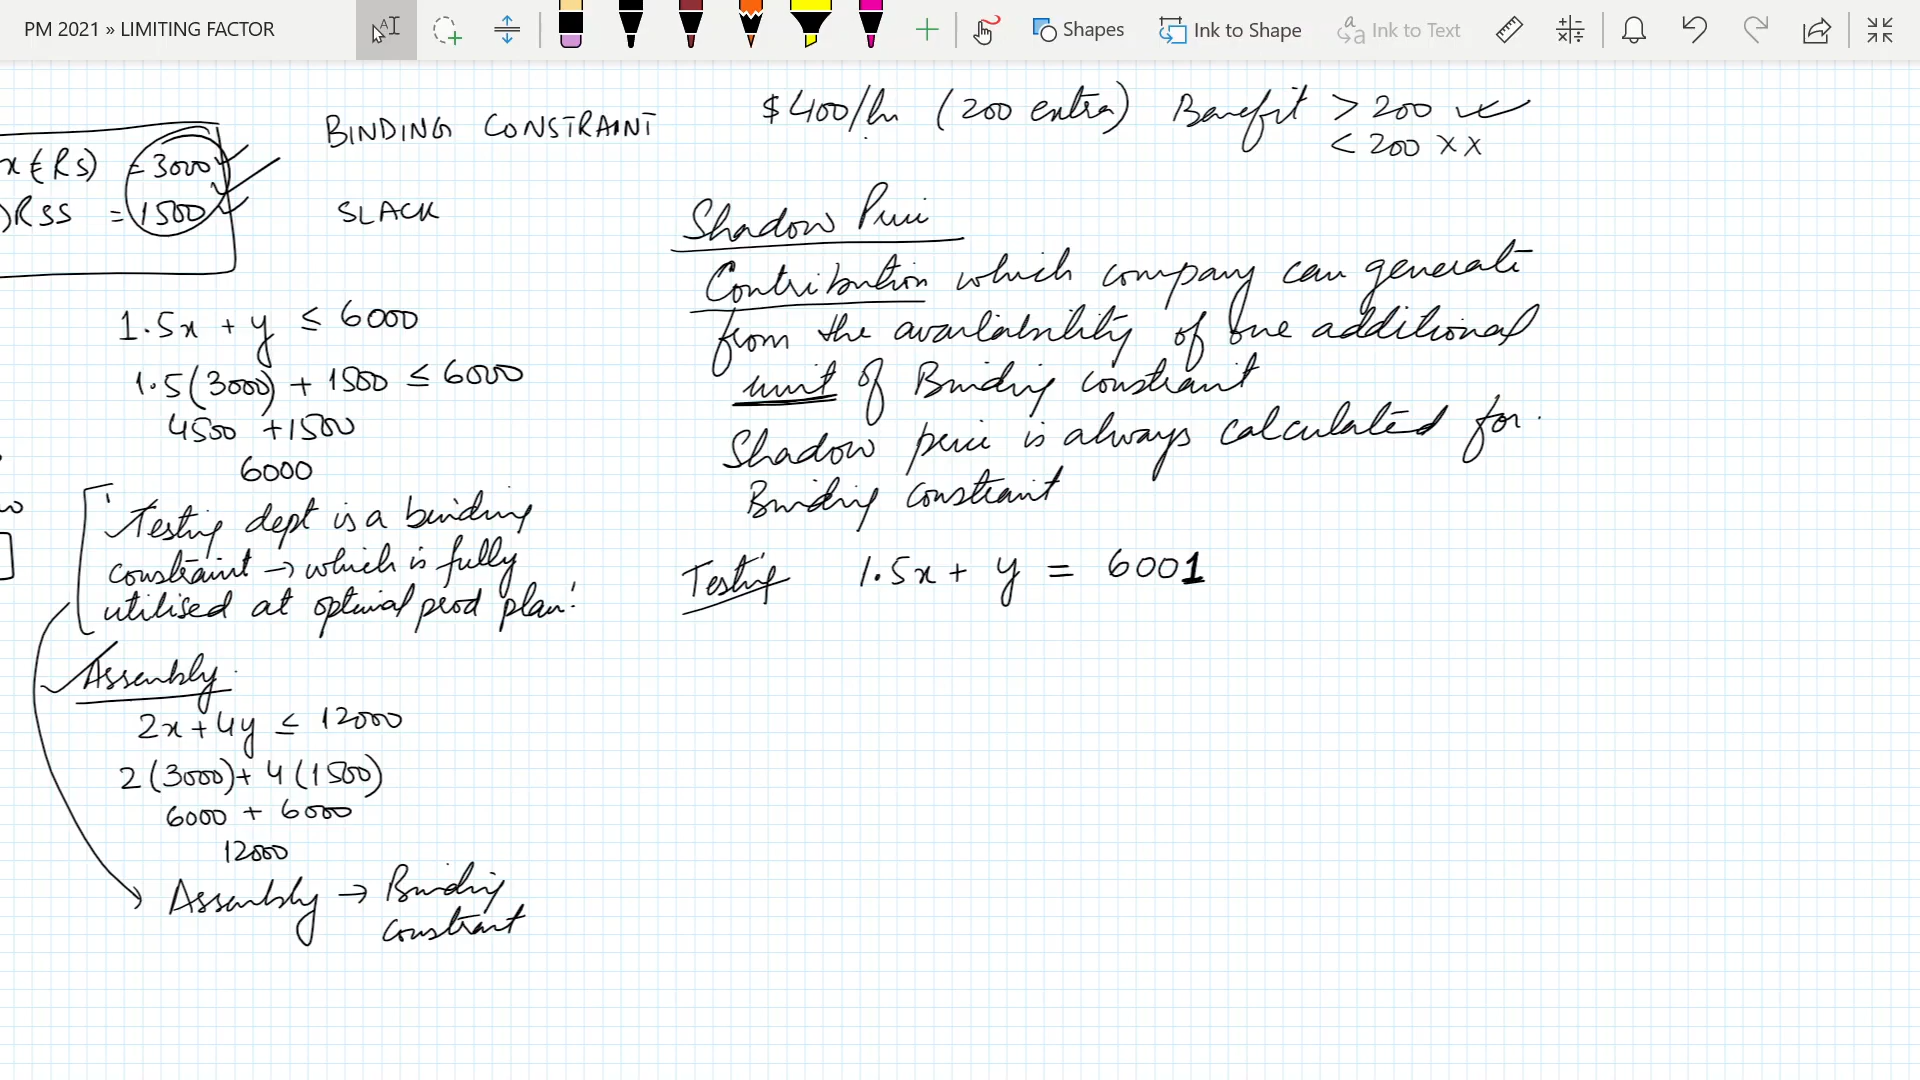 PM 2021 » LIMITING FACTOR
Shapes
Ink to Shape
Ink to Text
x (RS) = 3000
RSS = 1500
BINDING CONSTRAINT
SLACK
1.5x + y ≤ 6000
1.5(3000) + 1500 ≤ 6000
4500 + 1500
6000
'Testing dept is a binding
constraint → which is fully
utilised at optimal prod plan.'
Assembly
2x + 4y ≤ 12000
2(3000) + 4(1500)
6000 + 6000
12000
Assembly → Binding
constraint
$400/hr (200 extra) Benefit > 200 ✓
< 200 XX
Shadow Price
Contribution which company can generate
from the availability of one additional
unit of Binding constraint
Shadow price is always calculated for
Binding constraint
Testing 1.5x + y = 6001